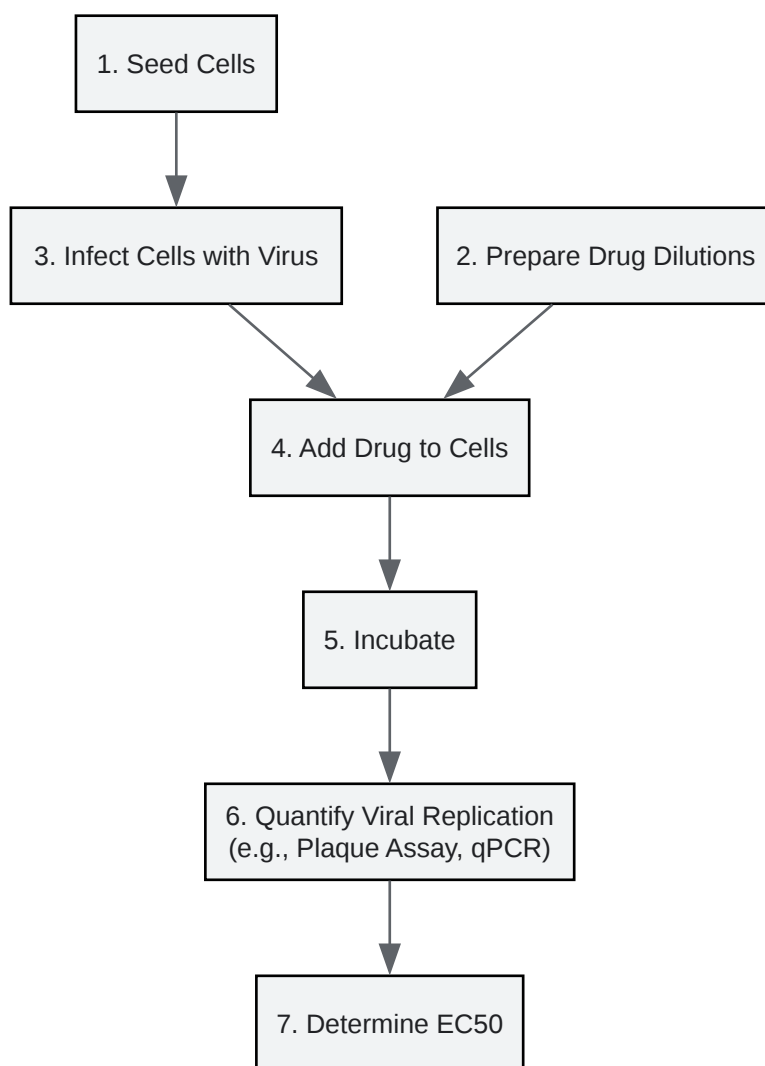 1. Seed Cells
3. Infect Cells with Virus
2. Prepare Drug Dilutions
4. Add Drug to Cells
5. Incubate
6. Quantify Viral Replication
(e.g., Plaque Assay, qPCR)
7. Determine EC50